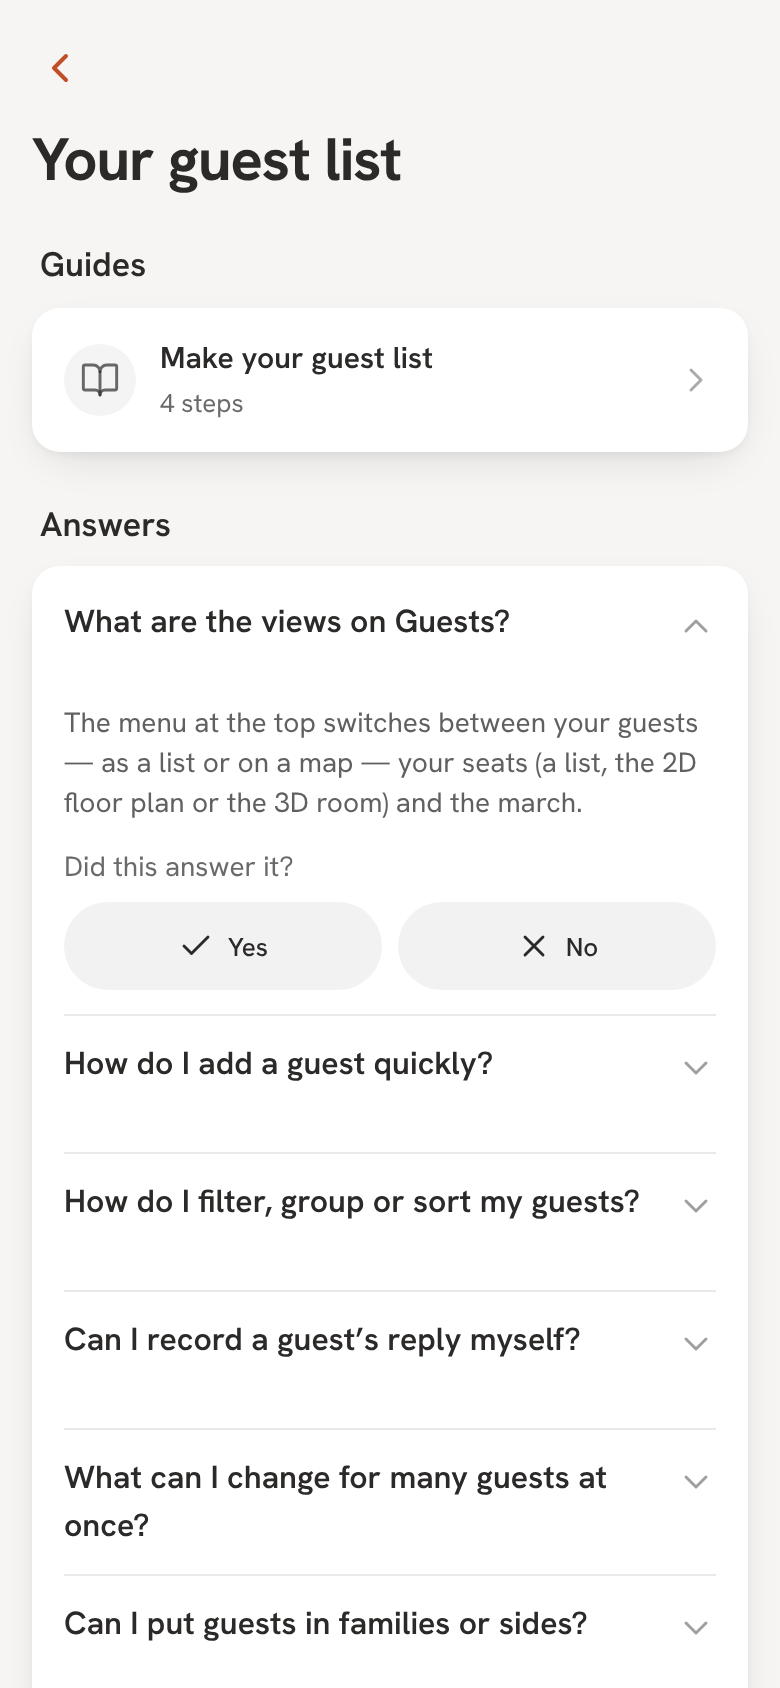 Your guest list
Guides
Make your guest list
4 steps
Answers
What are the views on Guests?
The menu at the top switches between your guests
— as a list or on a map — your seats (a list, the 2D
floor plan or the 3D room) and the march.
Did this answer it?
Yes
No
How do I add a guest quickly?
How do I filter, group or sort my guests?
Can I record a guest’s reply myself?
What can I change for many guests at
once?
Can I put guests in families or sides?